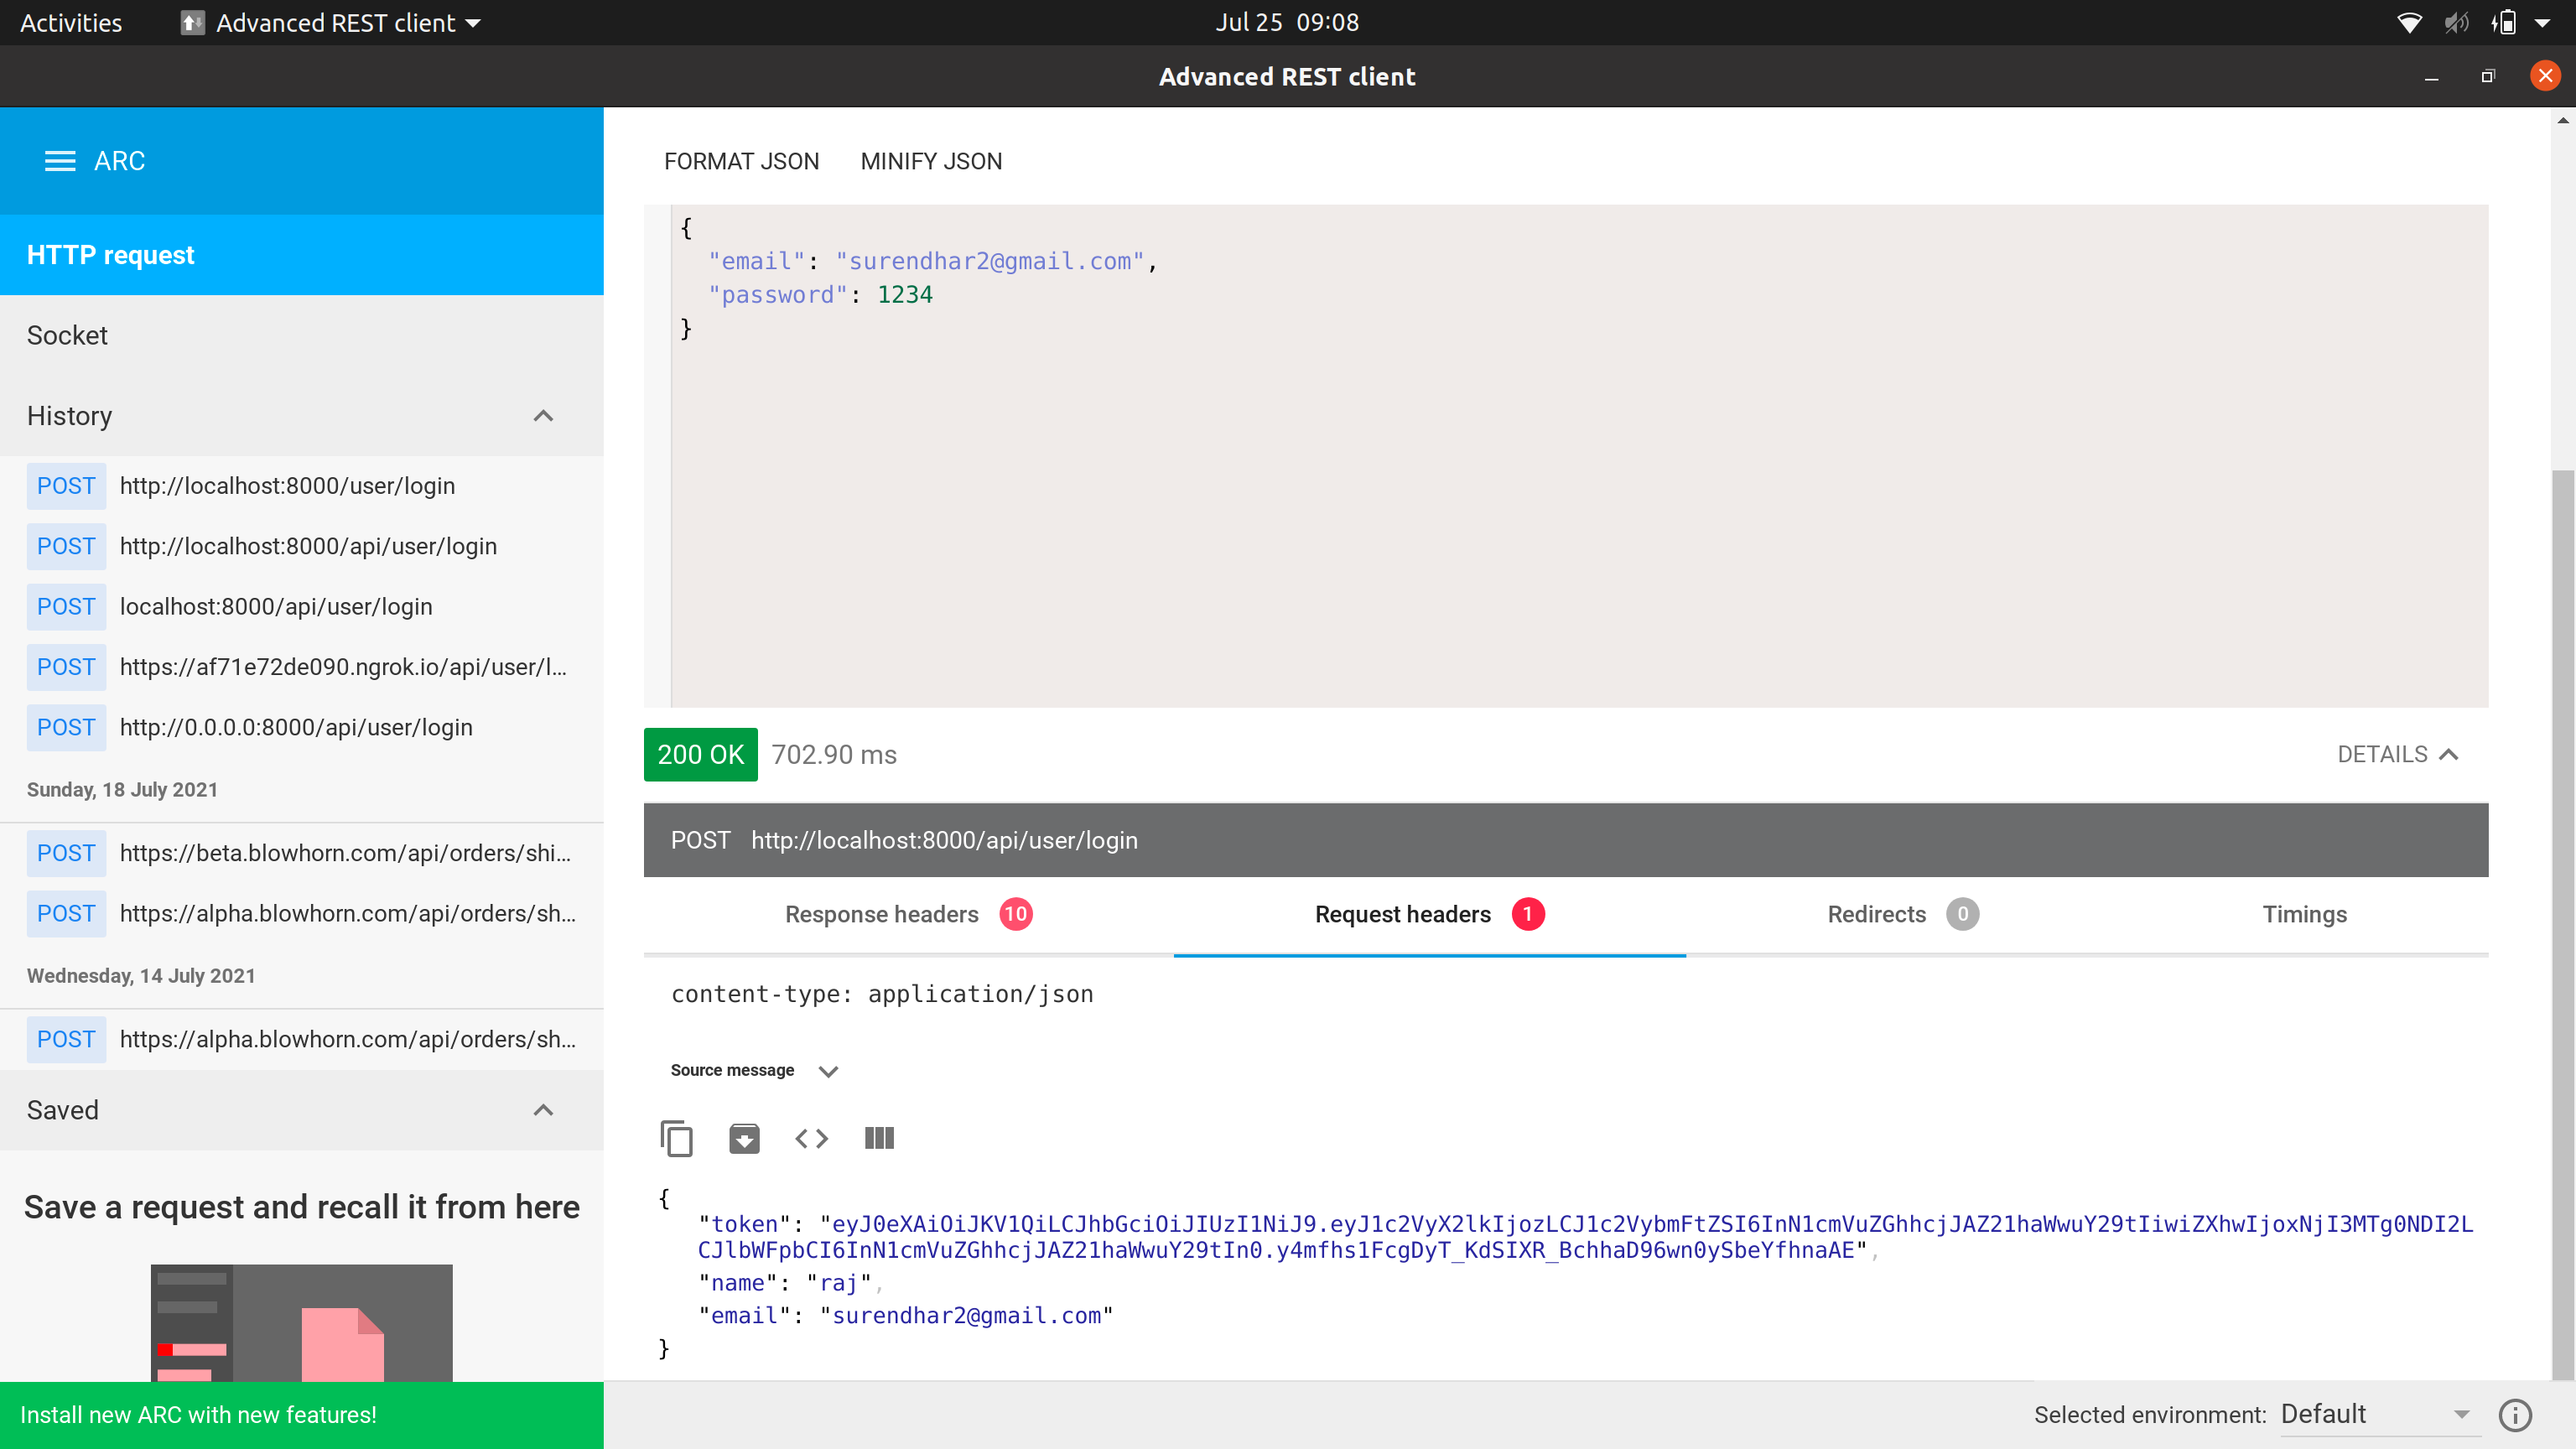 Activities
Advanced REST client
Jul 25 09:08
Advanced REST client
ARC
HTTP request
Socket
History
POST http://localhost:8000/user/login
POST http://localhost:8000/api/user/login
POST localhost:8000/api/user/login
POST https://af71e72de090.ngrok.io/api/user/l...
POST http://0.0.0.0:8000/api/user/login
Sunday, 18 July 2021
POST https://beta.blowhorn.com/api/orders/shi...
POST https://alpha.blowhorn.com/api/orders/sh...
Wednesday, 14 July 2021
POST https://alpha.blowhorn.com/api/orders/sh...
Saved
Save a request and recall it from here
Install new ARC with new features!
FORMAT JSON MINIFY JSON
{
"email": "surendhar2@gmail.com",
"password": 1234
}
200 OK 702.90 ms DETAILS
POST http://localhost:8000/api/user/login
Response headers 10 Request headers 1 Redirects 0 Timings
content-type: application/json
Source message
{
"token": "eyJ0eXAiOiJKV1QiLCJhbGciOiJIUzI1NiJ9.eyJ1c2VyX2lkIjozLCJ1c2VybmFtZSI6InN1cmVuZGhhcjJAZ21haWwuY29tIiwiZXhwIjoxNjI3MTg0NDI2L
CJlbWFpbCI6InN1cmVuZGhhcjJAZ21haWwuY29tIn0.y4mfhs1FcgDyT_KdSIXR_BchhaD96wn0ySbeYfhnaAE",
"name": "raj",
"email": "surendhar2@gmail.com"
}
Selected environment: Default